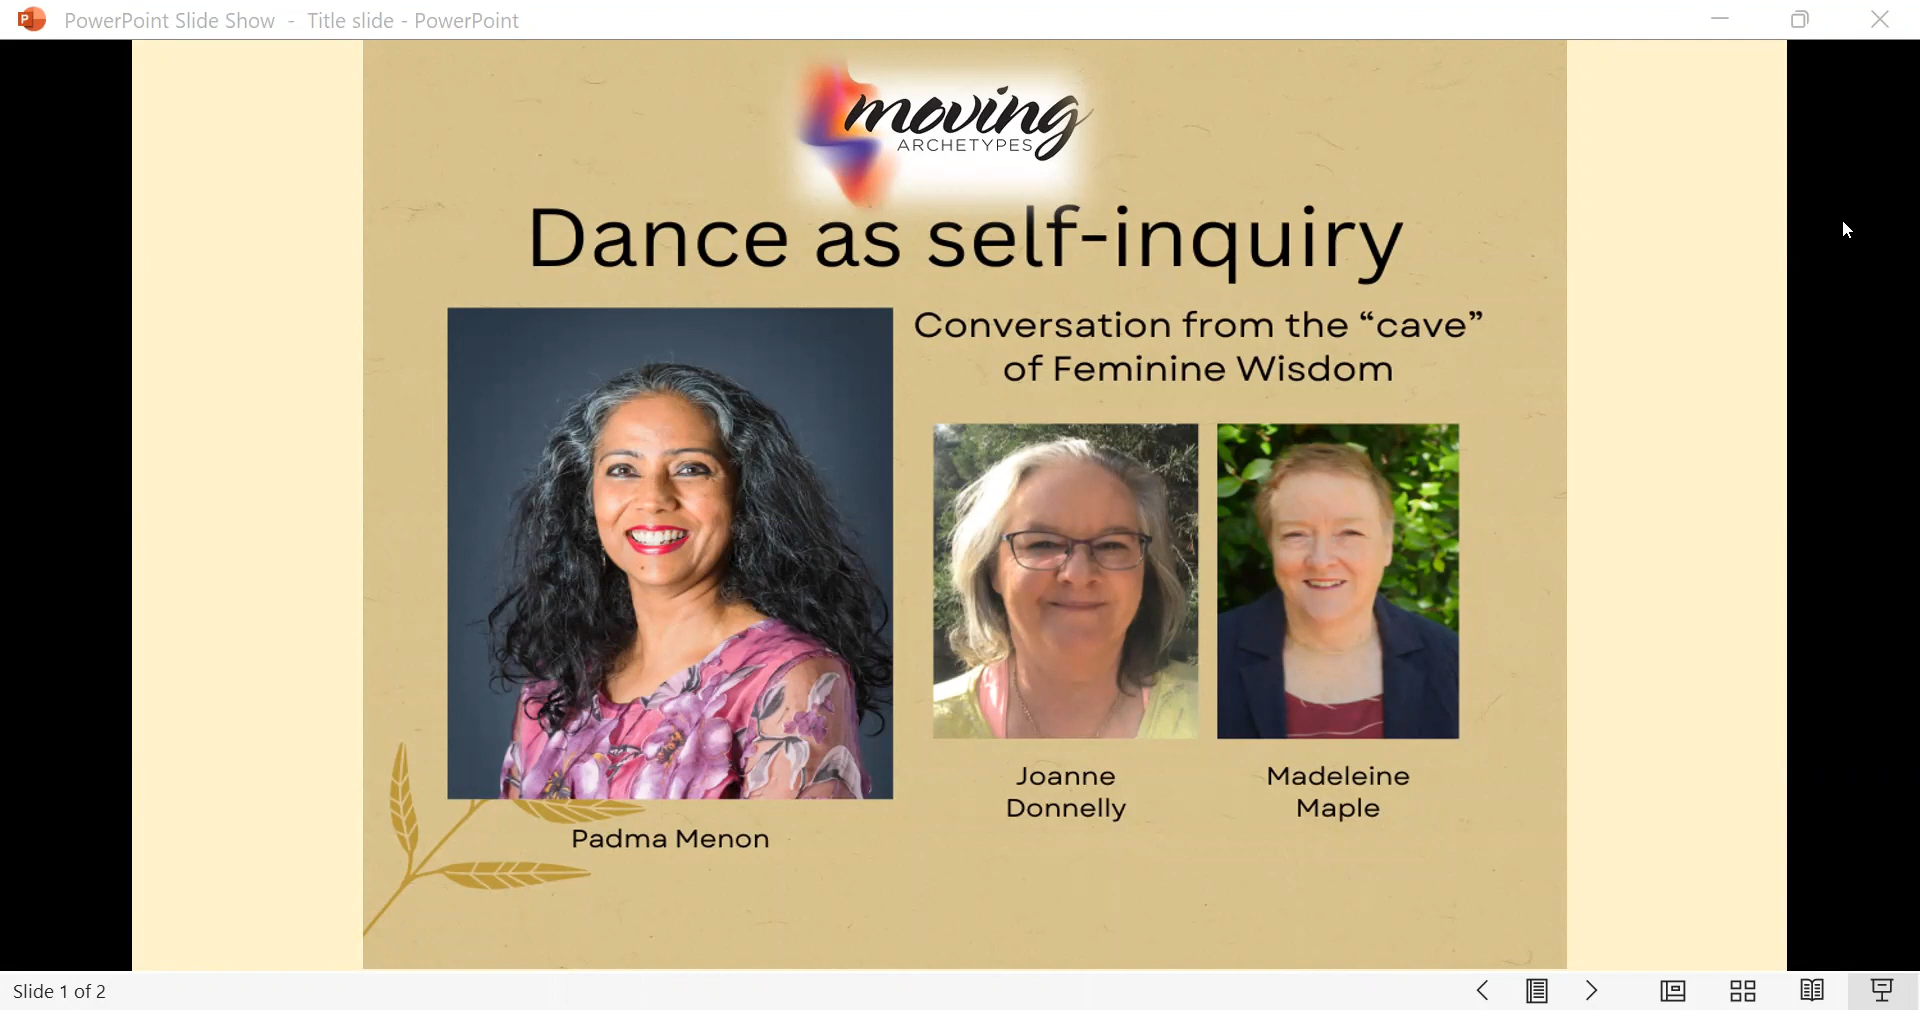 PowerPoint Slide Show - Title slide - PowerPoint
moving
ARCHETYPES
Dance as self-inquiry
Conversation from the “cave”
of Feminine Wisdom
Joanne
Donnelly
Madeleine
Maple
Padma Menon
Slide 1 of 2